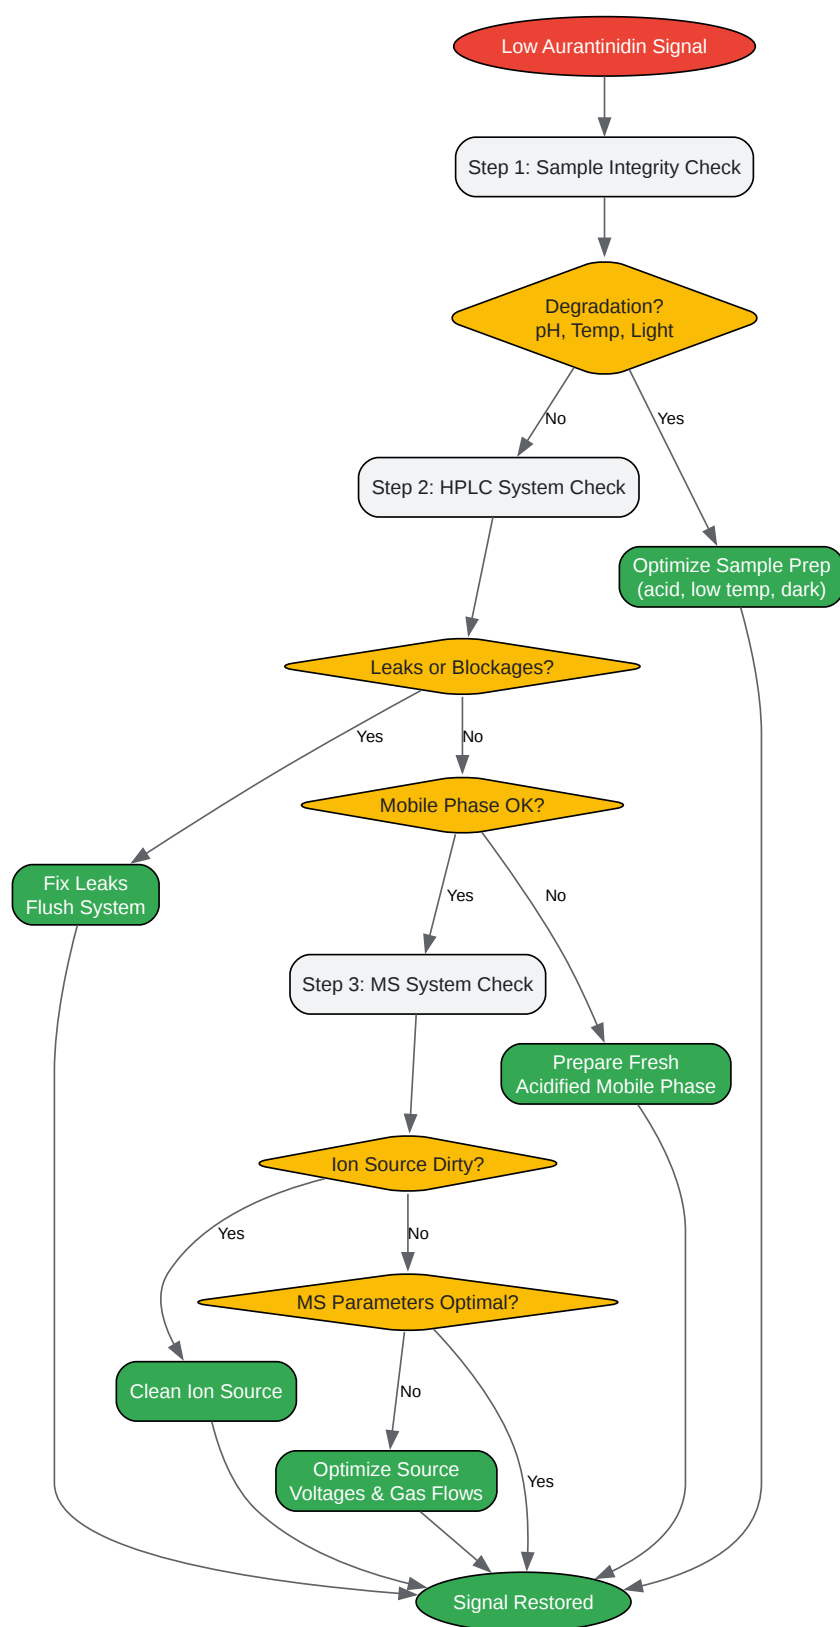 Low Aurantinidin Signal
Step 1: Sample Integrity Check
Degradation?
pH, Temp, Light
No
Yes
Step 2: HPLC System Check
Optimize Sample Prep
(acid, low temp, dark)
Leaks or Blockages?
Yes
No
Mobile Phase OK?
Fix Leaks
Flush System
Yes
No
Step 3: MS System Check
Prepare Fresh
Acidified Mobile Phase
Ion Source Dirty?
Yes
No
MS Parameters Optimal?
Clean Ion Source
No
Optimize Source
Voltages & Gas Flows
Yes
Signal Restored